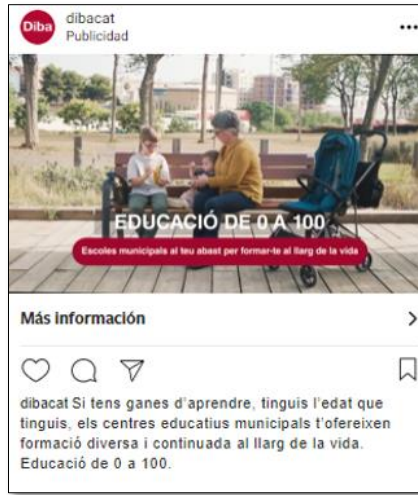 Diba
dibacat
Publicidad
EDUCACIÓ DE 0 A 100
Escoles municipals al teu abast per formar-te al llarg de la vida
Más información
dibacat Si tens ganes d'aprendre, tinguis l'edat que
tinguis, els centres educatius municipals t'ofereixen
formació diversa i continuada al llarg de la vida.
Educació de 0 a 100.